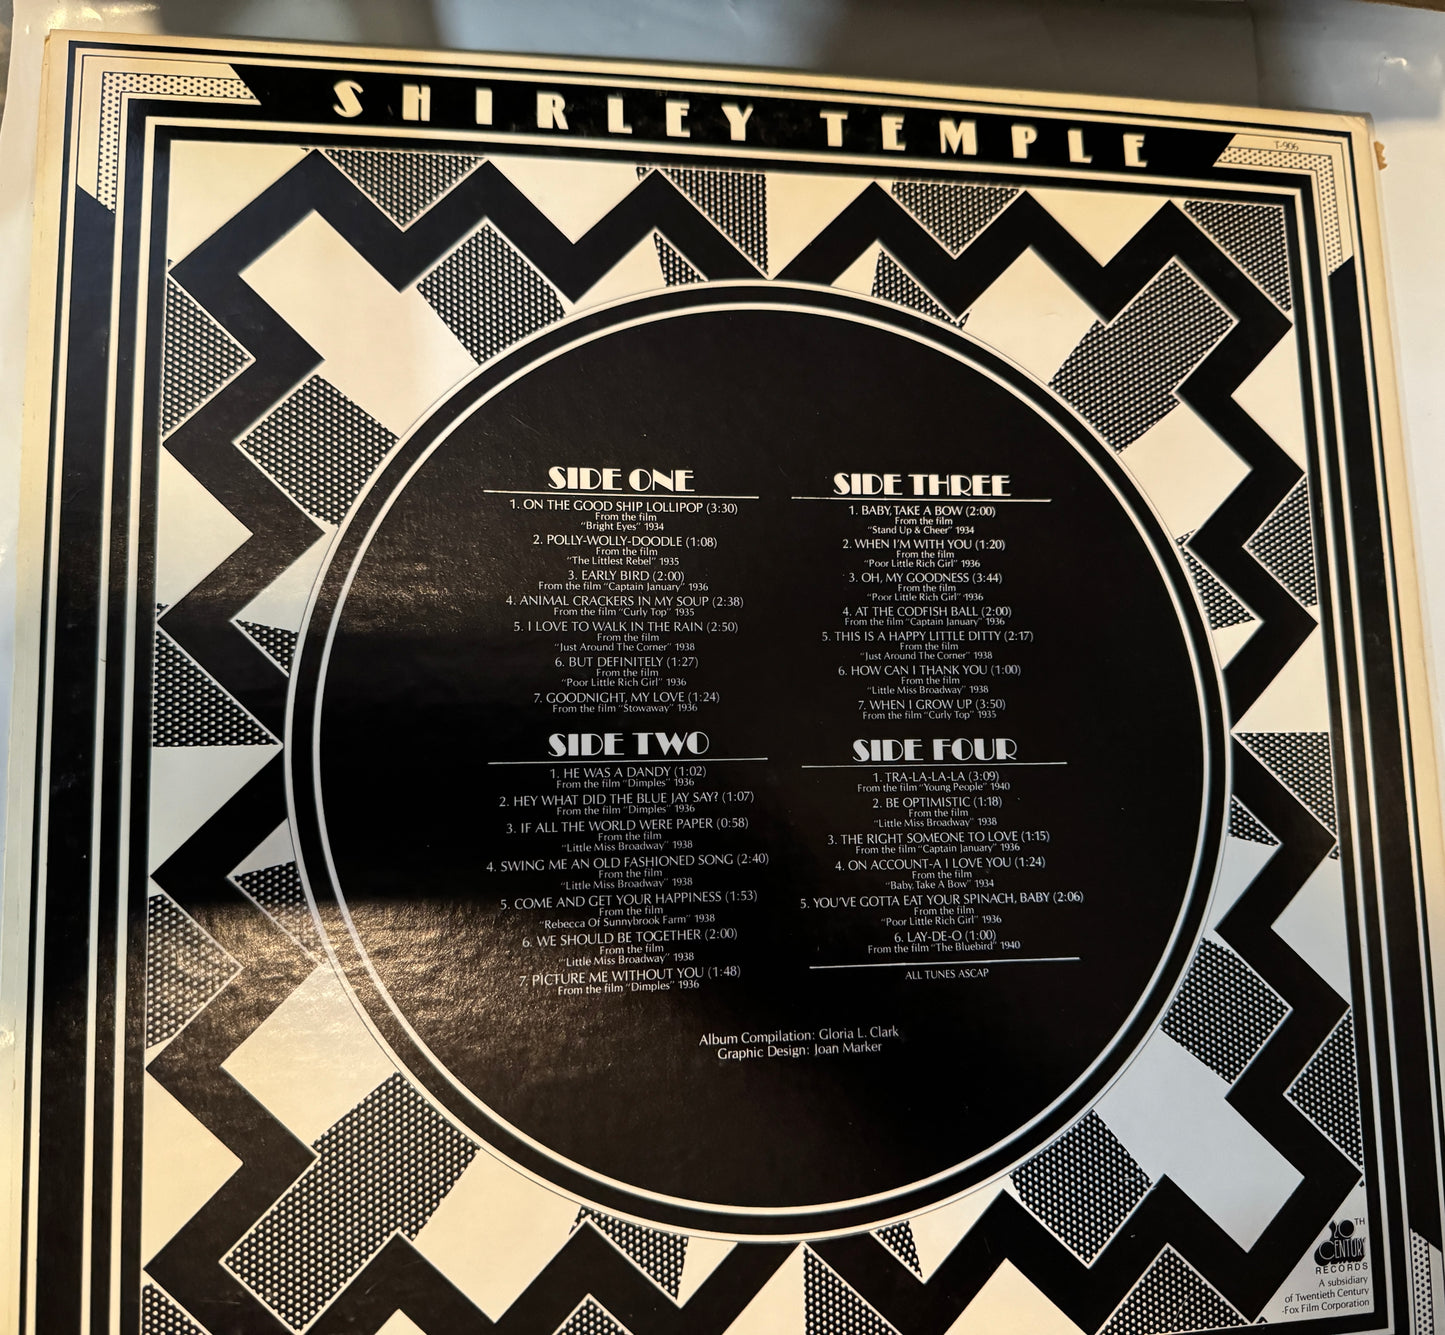 SHIRLEY TEMPLE
T-906
SIDE ONE
1. ON THE GOOD SHIP LOLLIPOP (3:30)
From the film
"Bright Eyes" 1934
2. POLLY-WOLLY-DOODLE (1:08)
From the film
"The Littlest Rebel" 1935
3. EARLY BIRD (2:00)
From the film "Captain January" 1936
4. ANIMAL CRACKERS IN MY SOUP (2:38)
From the film "Curly Top" 1935
5. I LOVE TO WALK IN THE RAIN (2:50)
From the film
"Just Around The Corner" 1938
6. BUT DEFINITELY (1:27)
From the film
"Poor Little Rich Girl" 1936
7. GOODNIGHT, MY LOVE (1:24)
From the film "Stowaway" 1936
SIDE TWO
1. HE WAS A DANDY (1:02)
From the film "Dimples" 1936
2. HEY WHAT DID THE BLUE JAY SAY? (1:07)
From the film "Dimples" 1936
3. IF ALL THE WORLD WERE PAPER (0:58)
From the film
"Little Miss Broadway" 1938
4. SWING ME AN OLD FASHIONED SONG (2:40)
From the film
"Little Miss Broadway" 1938
5. COME AND GET YOUR HAPPINESS (1:53)
From the film
"Rebecca Of Sunnybrook Farm" 1938
6. WE SHOULD BE TOGETHER (2:00)
From the film
"Little Miss Broadway" 1938
7. PICTURE ME WITHOUT YOU (1:48)
From the film "Dimples" 1936
SIDE THREE
1. BABY, TAKE A BOW (2:00)
From the film
"Stand Up & Cheer" 1934
2. WHEN I'M WITH YOU (1:20)
From the film
"Poor Little Rich Girl" 1936
3. OH, MY GOODNESS (3:44)
From the film
"Poor Little Rich Girl" 1936
4. AT THE CODFISH BALL (2:00)
From the film "Captain January" 1936
5. THIS IS A HAPPY LITTLE DITTY (2:17)
From the film
"Just Around The Corner" 1938
6. HOW CAN I THANK YOU (1:00)
From the film
"Little Miss Broadway" 1938
7. WHEN I GROW UP (3:50)
From the film "Curly Top" 1935
SIDE FOUR
1. TRA-LA-LA-LA (3:09)
From the film "Young People" 1940
2. BE OPTIMISTIC (1:18)
From the film
"Little Miss Broadway" 1938
3. THE RIGHT SOMEONE TO LOVE (1:15)
From the film "Captain January" 1936
4. ON ACCOUNT-A I LOVE YOU (1:24)
From the film
"Baby, Take A Bow" 1934
5. YOU'VE GOTTA EAT YOUR SPINACH, BABY (2:06)
From the film
"Poor Little Rich Girl" 1936
6. LAY-DE-O (1:00)
From the film "The Bluebird" 1940
ALL TUNES ASCAP
Album Compilation: Gloria L. Clark
Graphic Design: Joan Marker
20TH
CENTURY
RECORDS
A subsidiary
of Twentieth Century
-Fox Film Corporation